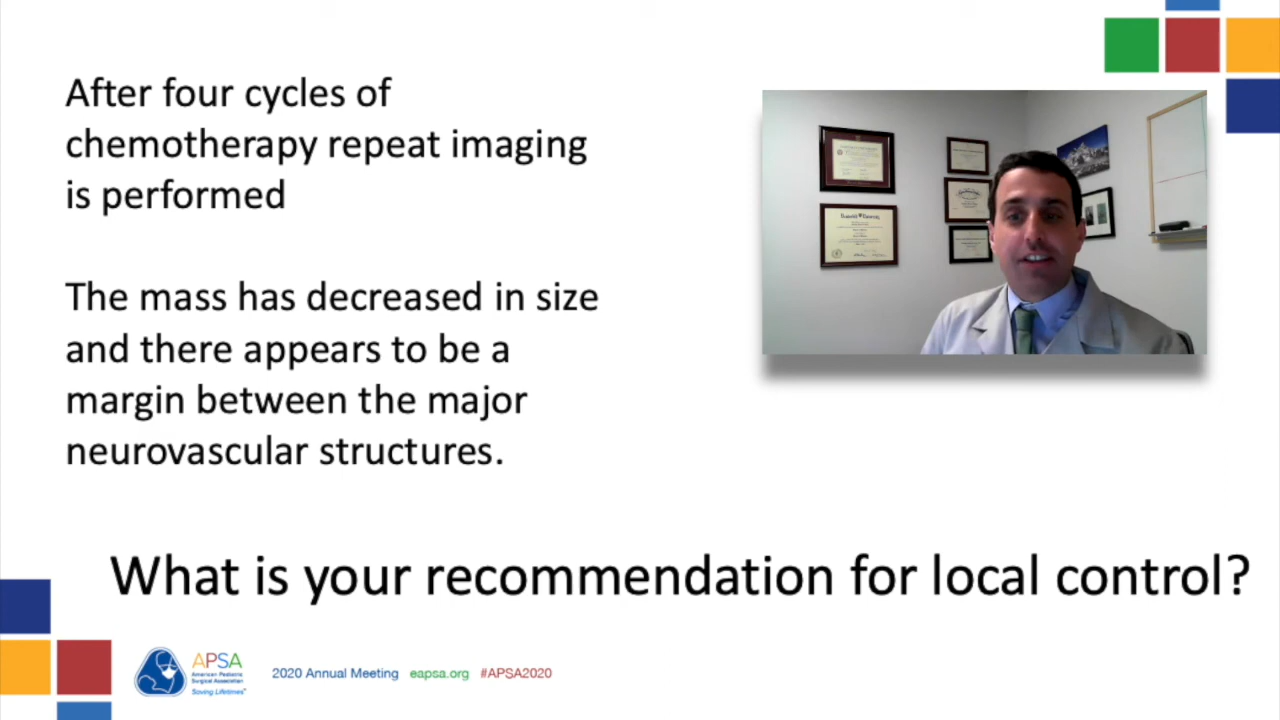 After four cycles of
chemotherapy repeat imaging
is performed
The mass has decreased in size
and there appears to be a
margin between the major
neurovascular structures.
What is your recommendation for local control?
APSA
American Pediatric
Surgical Association
Saving Lifetimes
2020 Annual Meeting eapsa.org #APSA2020